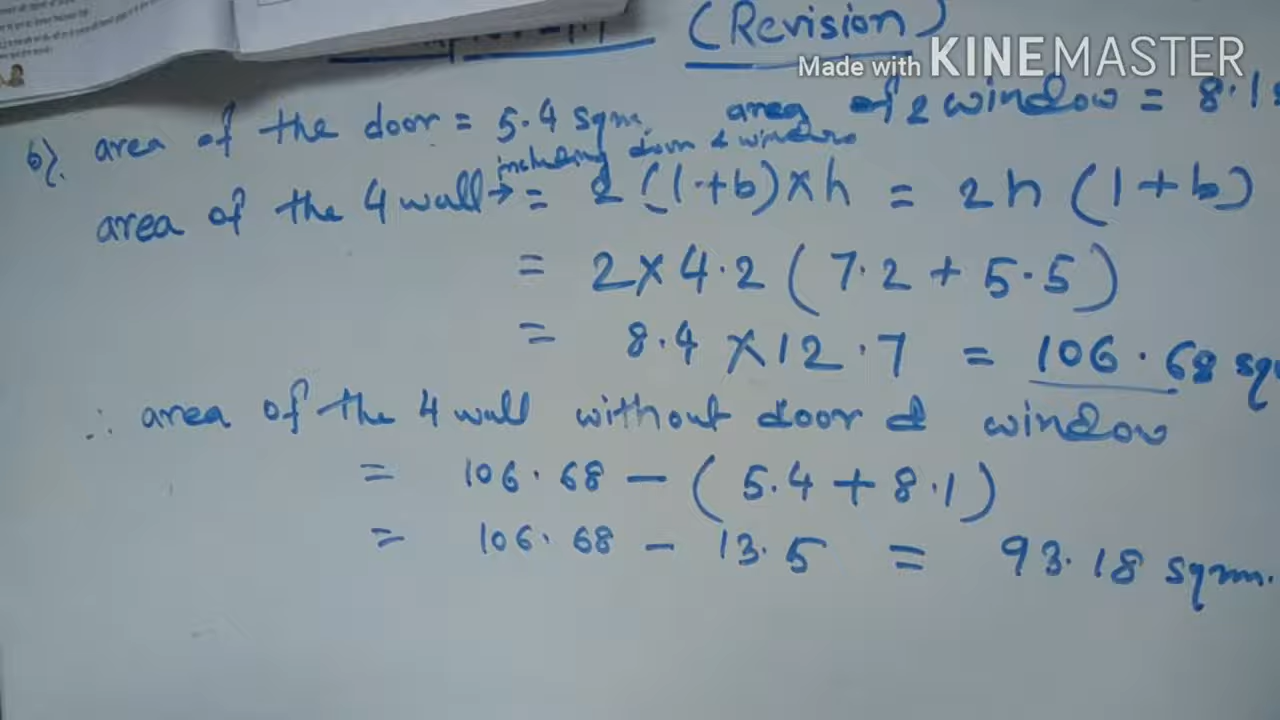 (Revision)
Made with KINEMASTER
b}. area of the door = 5.4 sqm. area of 2 window = 8.1
including door & window
area of the 4 wall → = 2 (l+b)×h = 2h (l+b)
= 2×4.2 (7.2 + 5.5)
= 8.4 ×12.7 = 106.68 sq
∴ area of the 4 wall without door & window
= 106.68 - (5.4 + 8.1)
= 106.68 - 13.5 = 93.18 sqm.